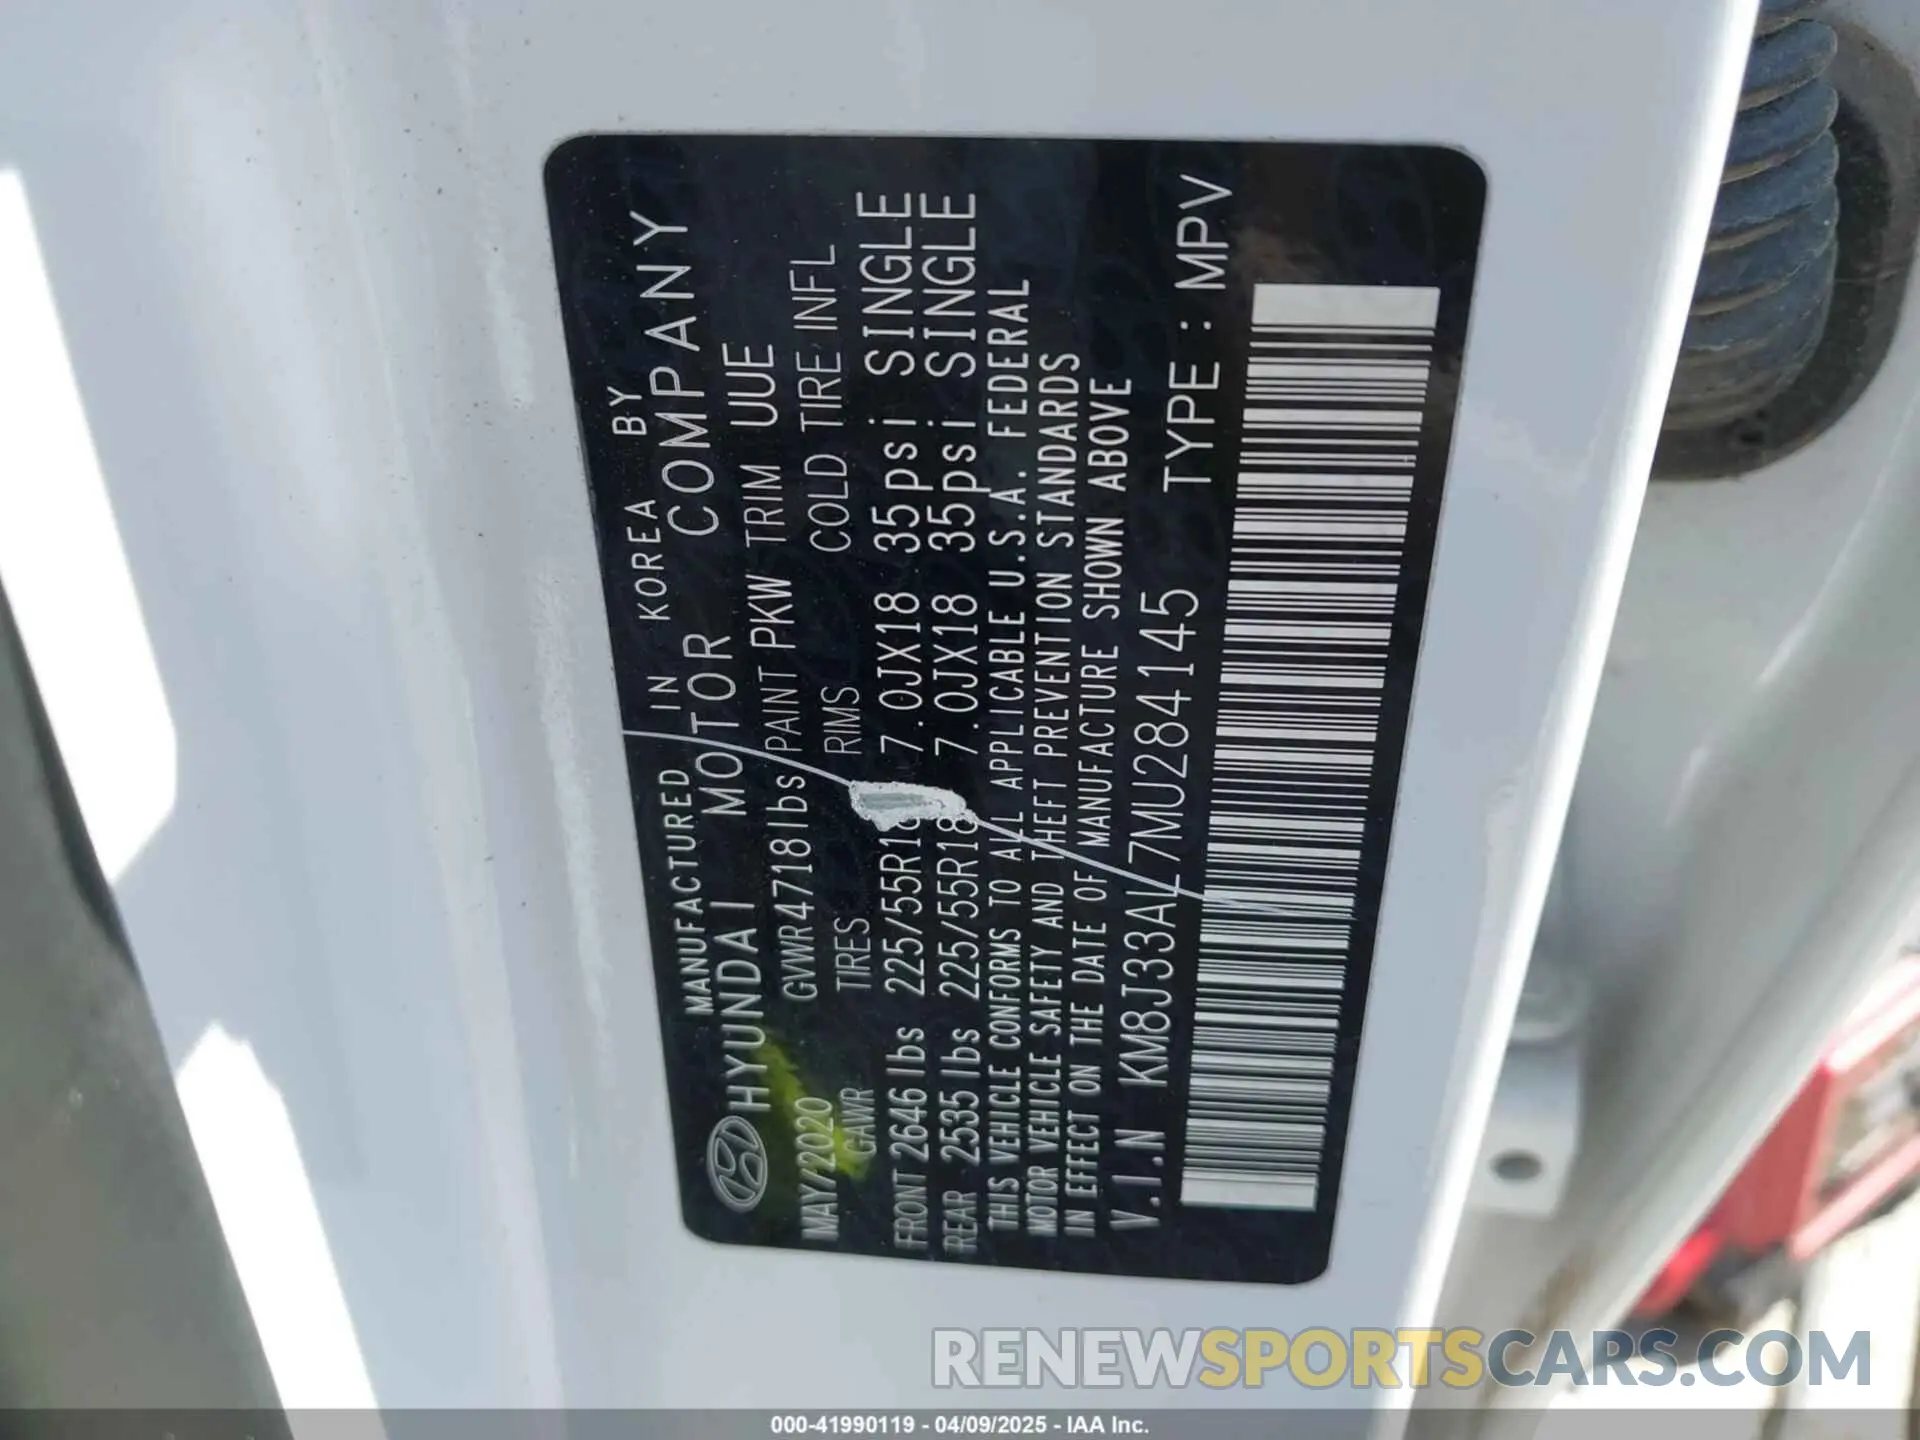 MANUFACTURED IN KOREA BY
HYUNDAI MOTOR COMPANY
MAY/2020 GVWR 4718lbs PAINT PKW TRIM UUE
GAWR TIRES RIMS COLD TIRE INFL
FRONT 2646 lbs 225/55R18 7.0JX18 35psi SINGLE
REAR 2535 lbs 225/55R18 7.0JX18 35psi SINGLE
THIS VEHICLE CONFORMS TO ALL APPLICABLE U.S.A. FEDERAL
MOTOR VEHICLE SAFETY AND THEFT PREVENTION STANDARDS
IN EFFECT ON THE DATE OF MANUFACTURE SHOWN ABOVE
V.I.N KM8J33AL7MU284145 TYPE : MPV
RENEWSPORTSCARS.COM
000-41990119 - 04/09/2025 - IAA Inc.